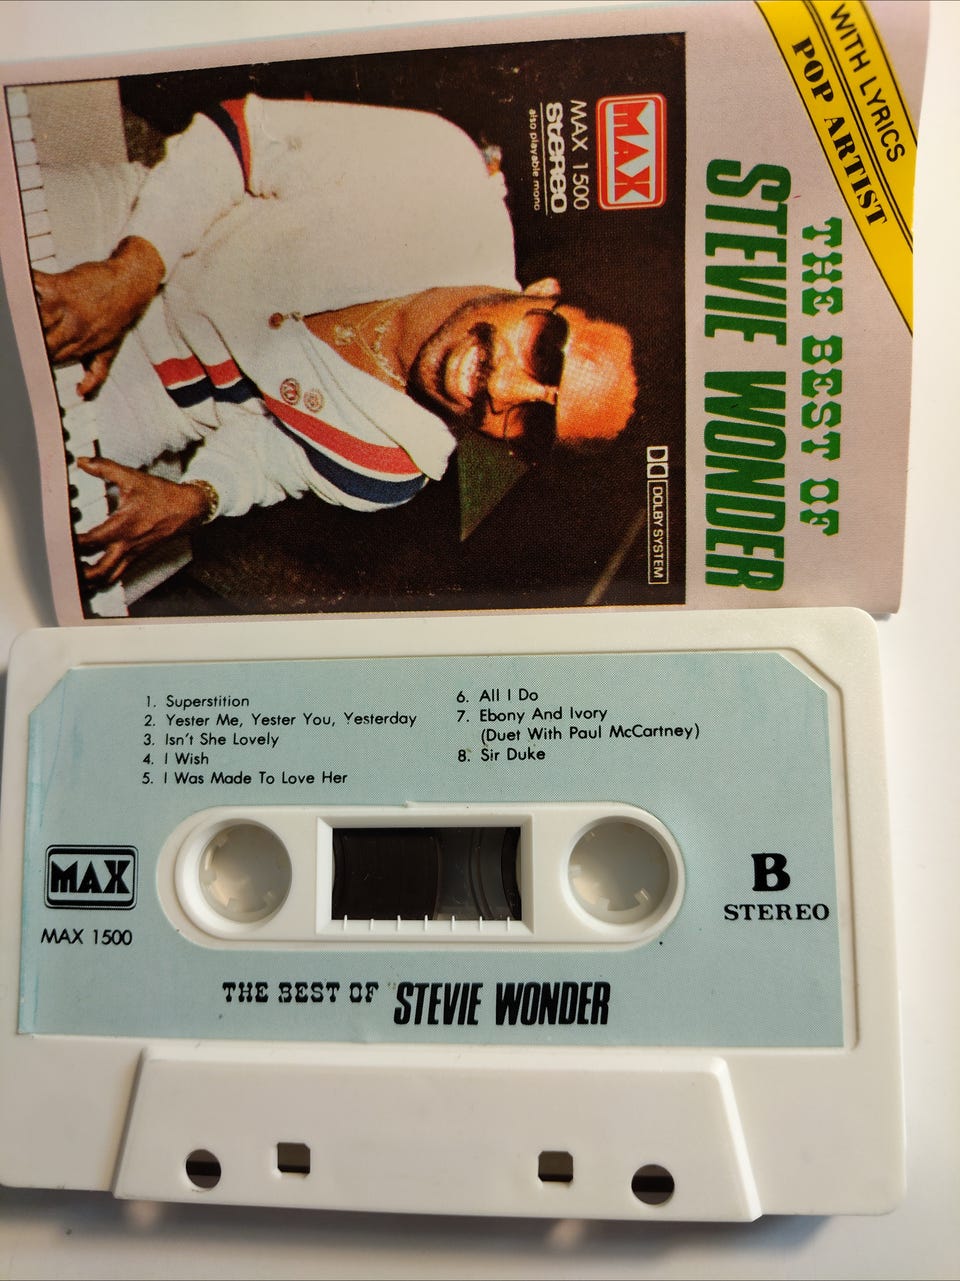 WITH LYRICS
POP ARTIST
THE BEST OF
STEVIE WONDER
MAX
MAX 1500
stereo
also playable mono
DOLBY SYSTEM
1. Superstition
2. Yester Me, Yester You, Yesterday
3. Isn't She Lovely
4. I Wish
5. I Was Made To Love Her
6. All I Do
7. Ebony And Ivory
(Duet With Paul McCartney)
8. Sir Duke
MAX
MAX 1500
B
STEREO
THE BEST OF STEVIE WONDER